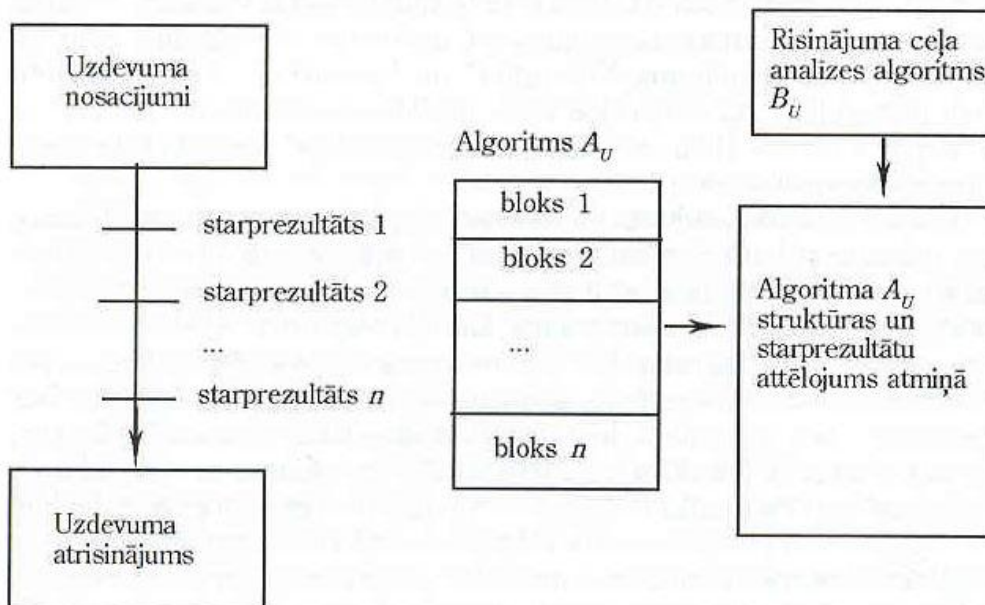 Uzdevuma
nosacījumi
starprezultāts 1
starprezultāts 2
....
starprezultāts n
Uzdevuma
atrisinājums
Algoritms A_U
bloks 1
bloks 2
...
bloks n
Risinājuma ceļa
analizes algoritms
B_U
Algoritma A_U
struktūras un
starprezultātu
attēlojums atmiņā